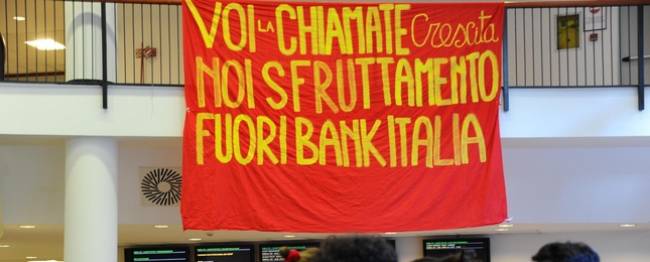 VOI LA CHIAMATE Crescita
NOI SFRUTTAMENTO
FUORI BANKITALIA